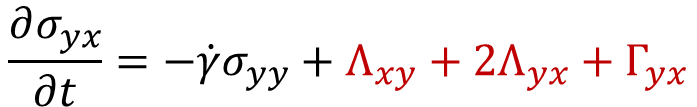 ∂σ_yx/∂t = −γ̇σ_yy + Λ_xy + 2Λ_yx + Γ_yx